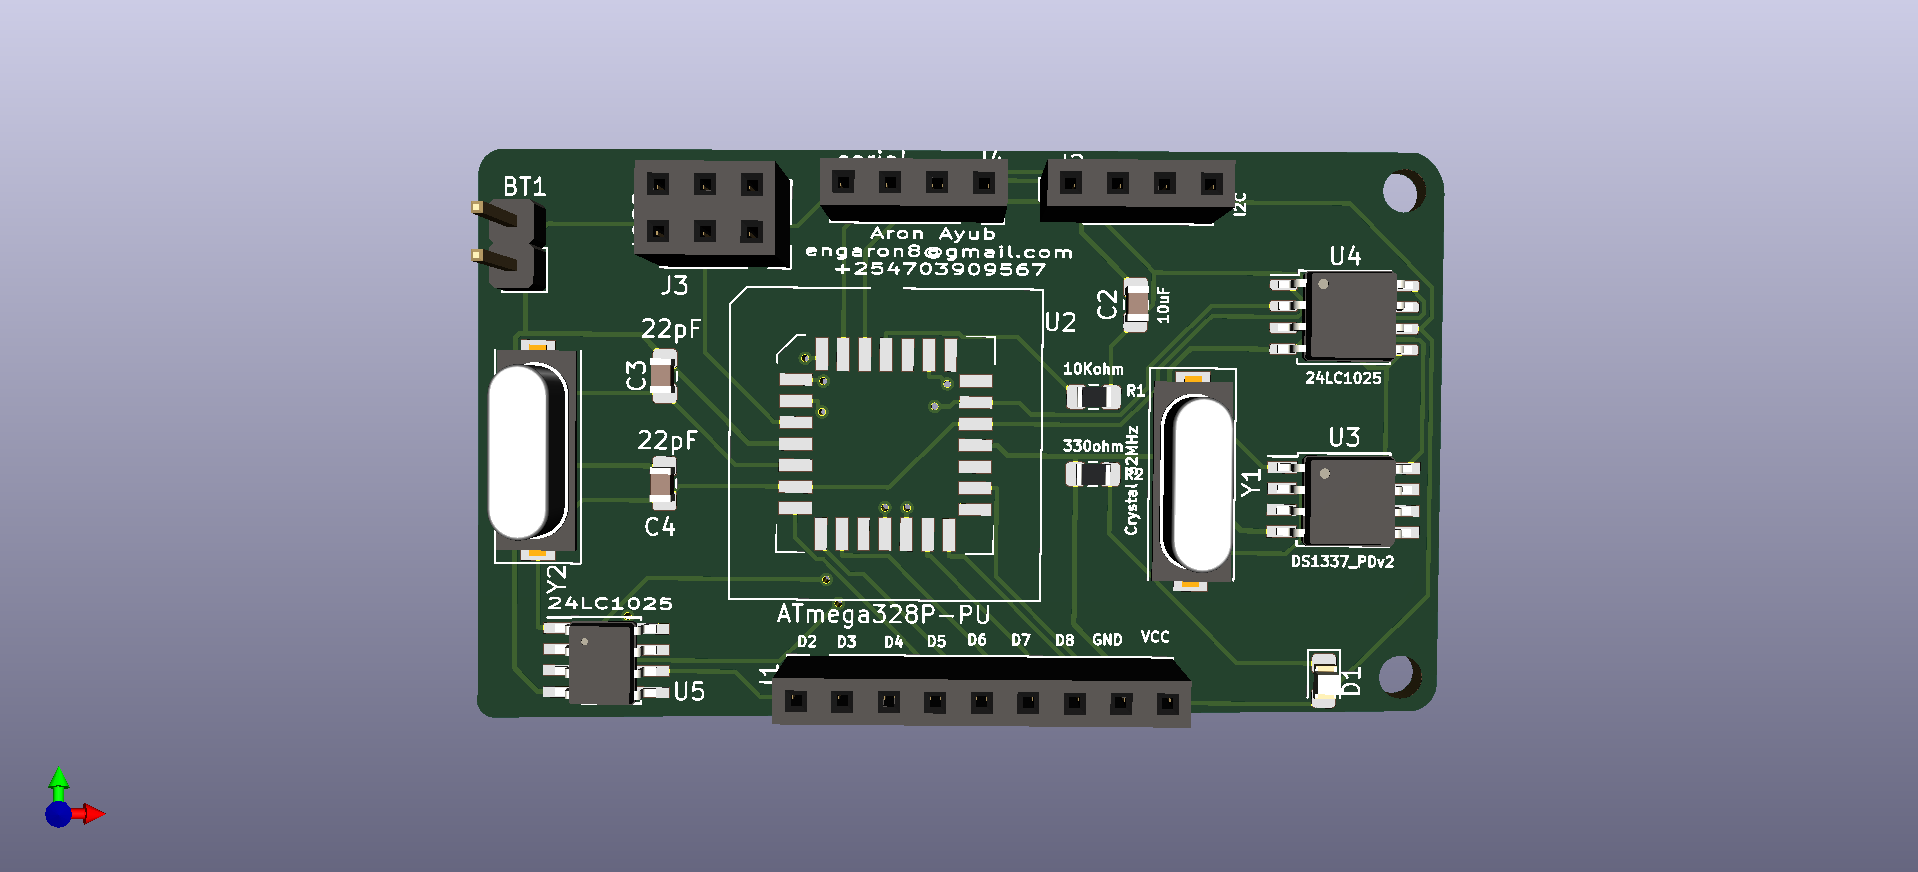 BT1
J3
I2C
Aron Ayub
engaron8@gmail.com
+254703909567
U4
24LC1025
C2
10uF
U2
22pF
C3
22pF
C4
10Kohm
R1
330ohm
Y1
U3
DS1337_PDv2
Y2
24LC1025
U5
ATmega328P-PU
D2 D3 D4 D5 D6 D7 D8 GND VCC
D1